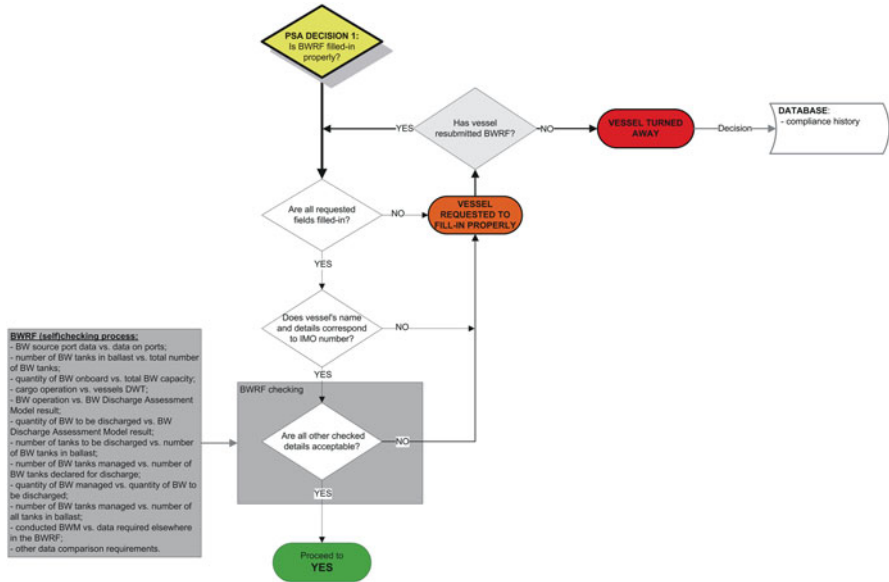 PSA DECISION 1:
Is BWRF filled-in
properly?
Has vessel
resubmitted BWRF?
YES
NO
VESSEL TURNED
AWAY
Decision
DATABASE:
- compliance history
Are all requested
fields filled-in?
NO
VESSEL
REQUESTED TO
FILL-IN PROPERLY
YES
Does vessel's name
and details correspond
to IMO number?
NO
YES
BWRF (self)checking process:
- BW source port data vs. data on ports;
- number of BW tanks in ballast vs. total number
of BW tanks;
- quantity of BW onboard vs. total BW capacity;
- cargo operation vs. vessels DWT;
- BW operation vs. BW Discharge Assessment
Model result;
- quantity of BW to be discharged vs. BW
Discharge Assessment Model result;
- number of tanks to be discharged vs. number
of BW tanks in ballast;
- number of BW tanks managed vs. number of
BW tanks declared for discharge;
- quantity of BW managed vs. quantity of BW to
be discharged;
- number of BW tanks managed vs. number of
all tanks in ballast;
- conducted BWM vs. data required elsewhere
in the BWRF;
- other data comparison requirements.
BWRF checking
Are all other checked
details acceptable?
NO
YES
Proceed to
YES